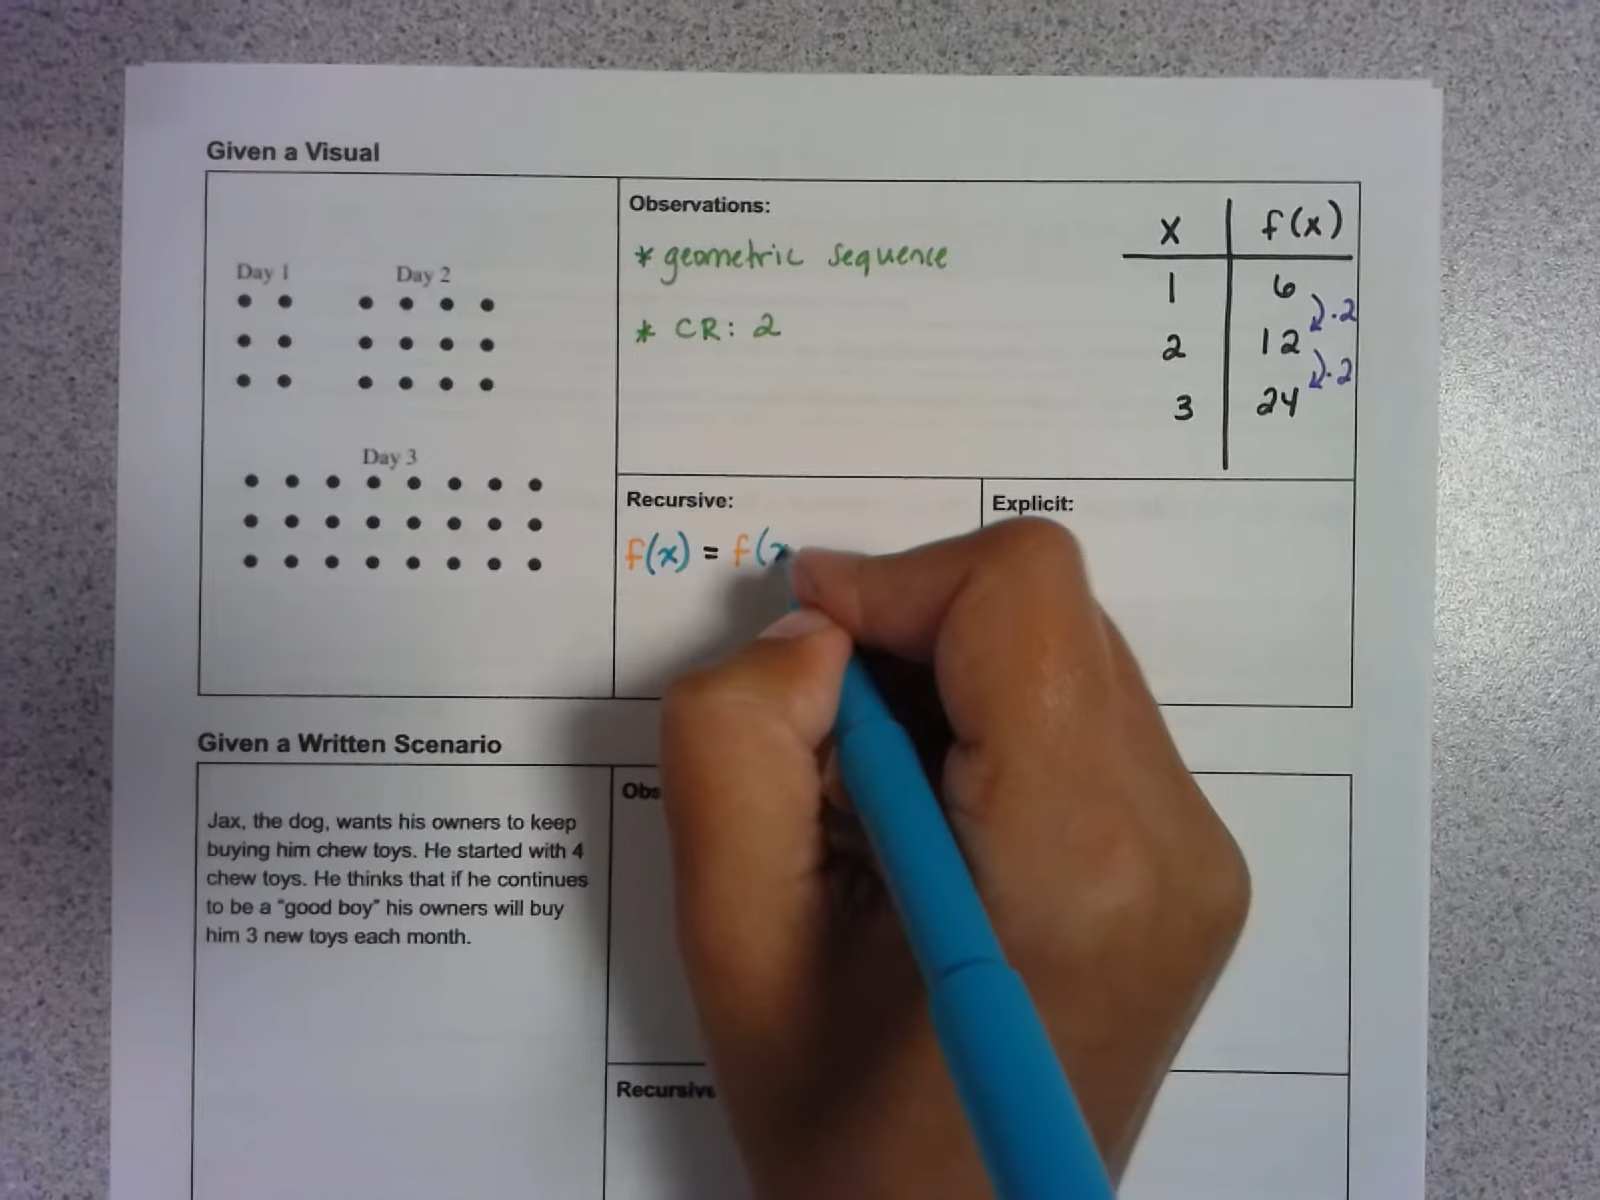 Given a Visual
Day 1
Day 2
Day 3
Observations:
* geometric sequence
* CR: 2
x f(x)
1 6
·2
2 12
·2
3 24
Recursive:
f(x) = f(x
Explicit:
Given a Written Scenario
Jax, the dog, wants his owners to keep
buying him chew toys. He started with 4
chew toys. He thinks that if he continues
to be a "good boy" his owners will buy
him 3 new toys each month.
Obs
Recursive